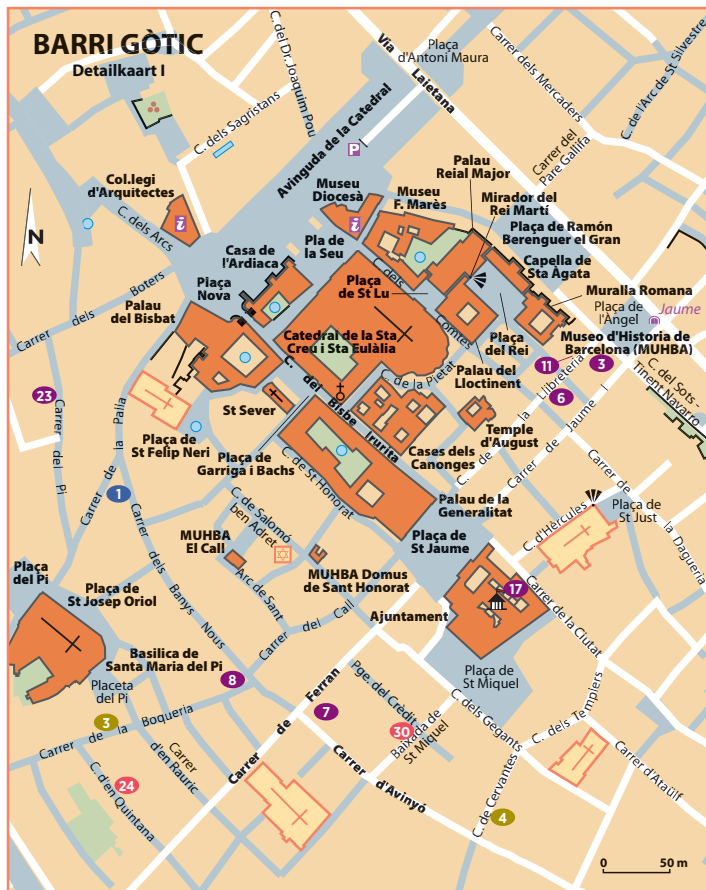 BARRI GÒTIC
Detailkaart I
C. del Dr. Joaquim Pou
Via Laietana
Plaça
d'Antoni Maura
Carrer dels Mercaders
C. de l'Arc de St Silvestre
Carrer del
Pare Gallifa
C. dels Sagristans
Avinguda de la Catedral
P
Col.legi
d'Arquitectes
i
C. dels Arcs
Museu
Diocesà
i
Museu
F. Marès
Palau
Reial Major
Mirador del
Rei Martí
Plaça de Ramón
Berenguer el Gran
Capella de
Sta Àgata
Muralla Romana
N
Casa de
l'Ardiaca
Pla de
la Seu
Plaça
Nova
Palau
del Bisbat
Carrer dels Boters
C. dels
Comtes
Plaça
de St Lu
Plaça de
l'Àngel
Jaume
Plaça
del Rei
Museo d'Historia de
Barcelona (MUHBA)
11
3
6
Catedral de la Sta
Creu i Sta Eulàlia
C. de la Pietat
Palau del
Lloctinent
C. del Bisbe Irurita
C. de la Llibreteria
C. del Sots-
Tinent Navarro
23
Carrer del Pi
Carrer de la Palla
St Sever
Plaça de
St Felip Neri
Plaça de
Garriga i Bachs
Temple
d'August
Carrer de Jaume I
Cases dels
Canonges
C. de St Honorat
Palau de la
Generalitat
Carrer de la Dagueria
1
Carrer dels Banys Nous
C. de Salomó
ben Adret
C. d'Hèrcules
Plaça de
St Just
MUHBA
El Call
Arc de Sant
MUHBA Domus
de Sant Honorat
Plaça de
St Jaume
Plaça
del Pi
Plaça de
St Josep Oriol
Carrer del Call
Ajuntament
17
Carrer de la Ciutat
Basilica de
Santa Maria del Pi
Placeta
del Pi
8
3
Carrer de la Boqueria
Plaça de
St Miquel
Carrer de Ferran
7
Pge. del Crèdit
30
Baixada de
St Miquel
C. dels Gegants
C. dels Templers
Carrer
d'en Rauric
24
C. d'en Quintana
Carrer d'Avinyó
C. de Cervantes
4
Carrer d'Ataülf
0 50 m